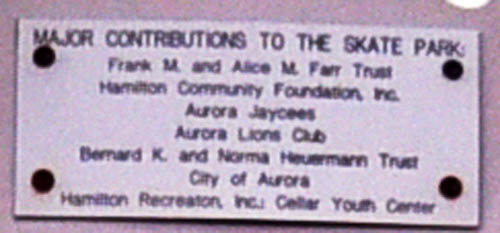 MAJOR CONTRIBUTIONS TO THE SKATE PARK:
Frank M. and Alice M. Farr Trust
Hamilton Community Foundation, Inc.
Aurora Jaycees
Aurora Lions Club
Bernard K. and Norma Heuermann Trust
City of Aurora
Hamilton Recreaton, Inc.: Cellar Youth Center